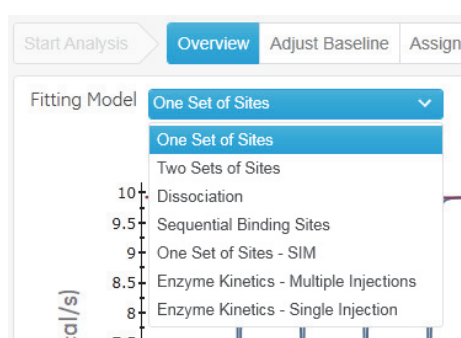 Start Analysis Overview Adjust Baseline Assign
Fitting Model One Set of Sites
One Set of Sites
Two Sets of Sites
10 Dissociation
9.5 Sequential Binding Sites
9 One Set of Sites - SIM
8.5 Enzyme Kinetics - Multiple Injections
8 Enzyme Kinetics - Single Injection